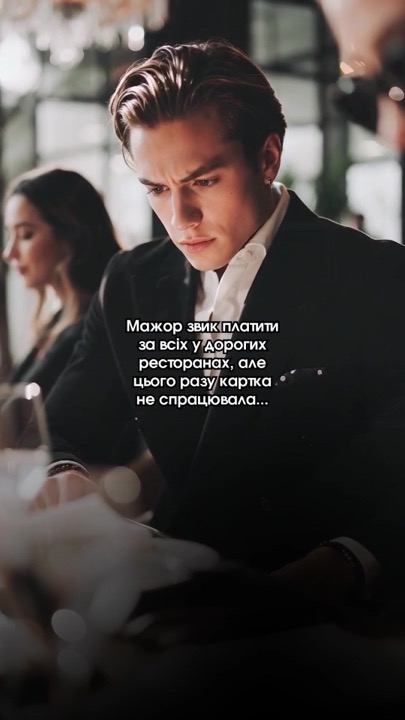 Мажор звик платити
за всіх у дорогих
ресторанах, але
цього разу картка
не спрацювала...